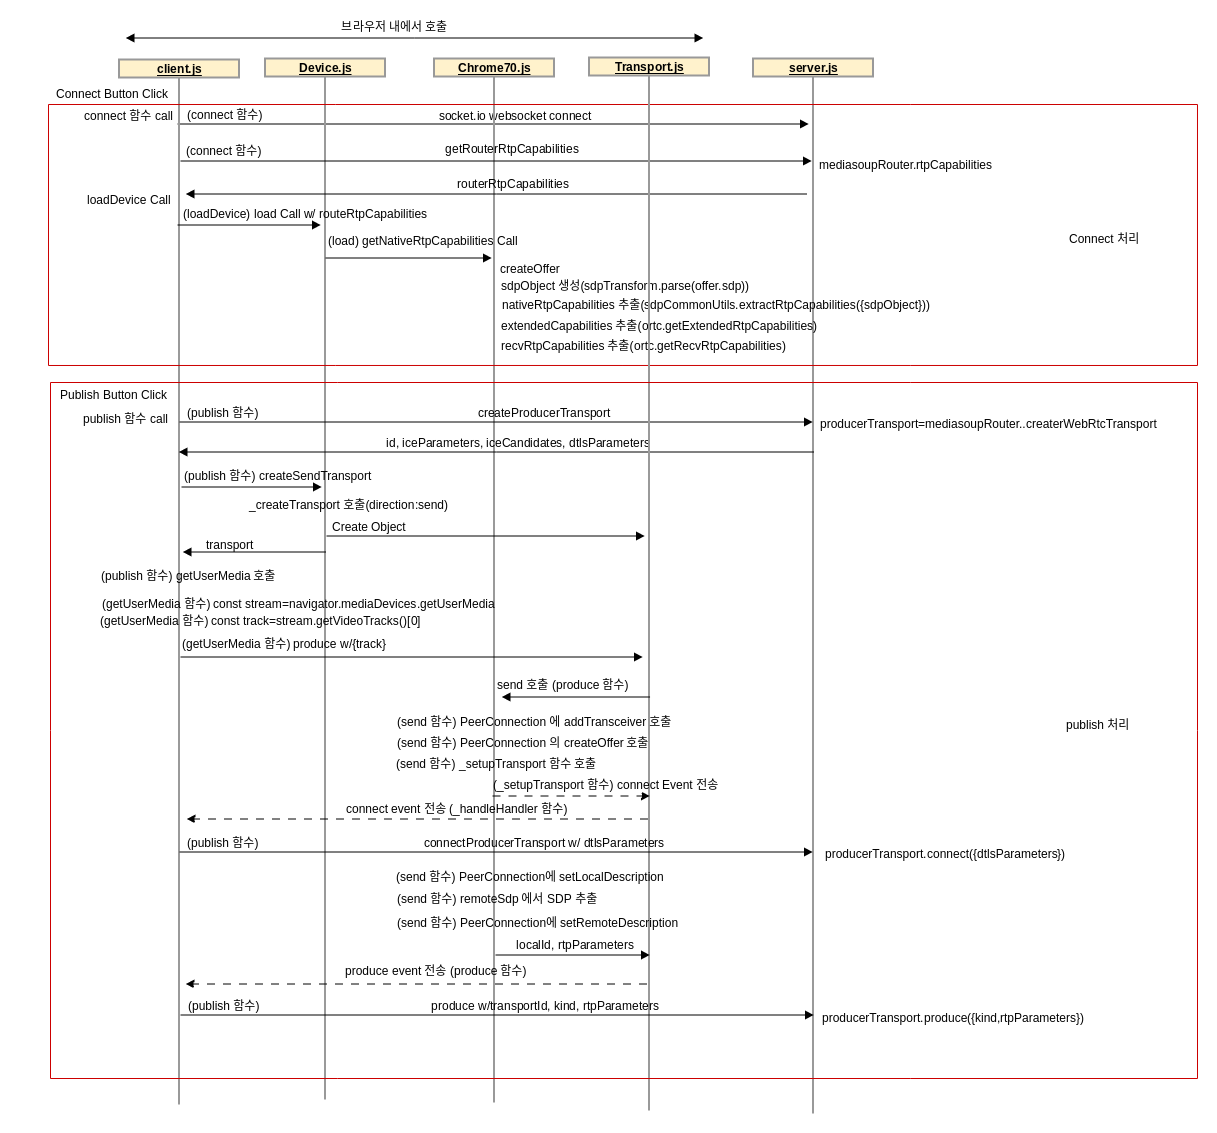 브라우저 내에서 호출
client.js
Device.js
Chrome70.js
Transport.js
server.js
Connect Button Click
connect 함수 call
(connect 함수)
socket.io websocket connect
(connect 함수)
getRouterRtpCapabilities
mediasoupRouter.rtpCapabilities
routerRtpCapabilities
loadDevice Call
(loadDevice) load Call w/ routeRtpCapabilities
(load) getNativeRtpCapabilities Call
Connect 처리
createOffer
sdpObject 생성(sdpTransform.parse(offer.sdp))
nativeRtpCapabilities 추출(sdpCommonUtils.extractRtpCapabilities({sdpObject}))
extendedCapabilities 추출(ortc.getExtendedRtpCapabilities)
recvRtpCapabilities 추출(ortc.getRecvRtpCapabilities)
Publish Button Click
publish 함수 call
(publish 함수)
createProducerTransport
producerTransport=mediasoupRouter..createrWebRtcTransport
id, iceParameters, iceCandidates, dtlsParameters
(publish 함수) createSendTransport
_createTransport 호출(direction:send)
Create Object
transport
(publish 함수) getUserMedia 호출
(getUserMedia 함수) const stream=navigator.mediaDevices.getUserMedia
(getUserMedia 함수) const track=stream.getVideoTracks()[0]
(getUserMedia 함수) produce w/{track}
send 호출 (produce 함수)
(send 함수) PeerConnection 에 addTransceiver 호출
publish 처리
(send 함수) PeerConnection 의 createOffer 호출
(send 함수) _setupTransport 함수 호출
(_setupTransport 함수) connect Event 전송
connect event 전송 (_handleHandler 함수)
(publish 함수)
connectProducerTransport w/ dtlsParameters
producerTransport.connect({dtlsParameters})
(send 함수) PeerConnection에 setLocalDescription
(send 함수) remoteSdp 에서 SDP 추출
(send 함수) PeerConnection에 setRemoteDescription
localId, rtpParameters
produce event 전송 (produce 함수)
(publish 함수)
produce w/transportId, kind, rtpParameters
producerTransport.produce({kind,rtpParameters})